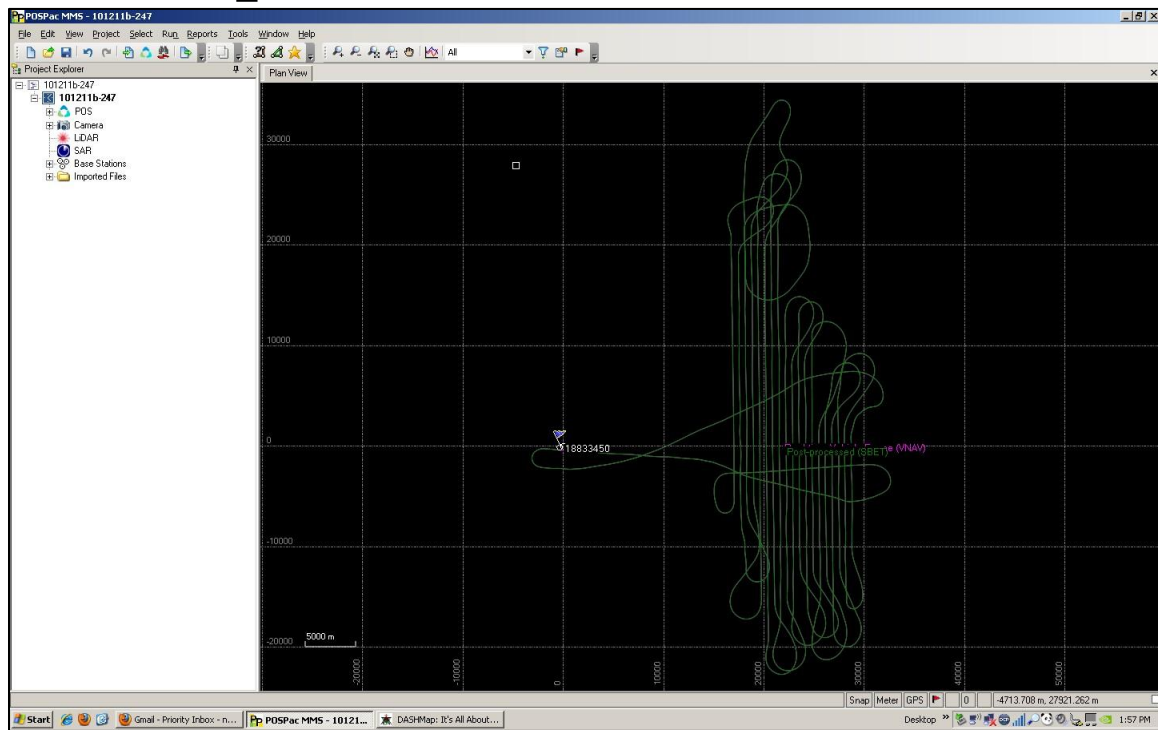 POSPac MMS - 101211b-247
File Edit View Project Select Run Reports Tools Window Help
All
Project Explorer
Plan View
101211b-247
101211b-247
POS
Camera
LiDAR
SAR
Base Stations
Imported Files
30000
20000
10000
0
-10000
-20000
18833450
Post-processed (SBET)
(VNAV)
5000 m
-20000
-10000
0
10000
20000
30000
40000
50000
Snap Meter GPS 0 -4713.708 m, 27921.262 m
Start Gmail - Priority Inbox - n... POSPac MMS - 10121... DASHMap: It's All About... Desktop » 1:57 PM